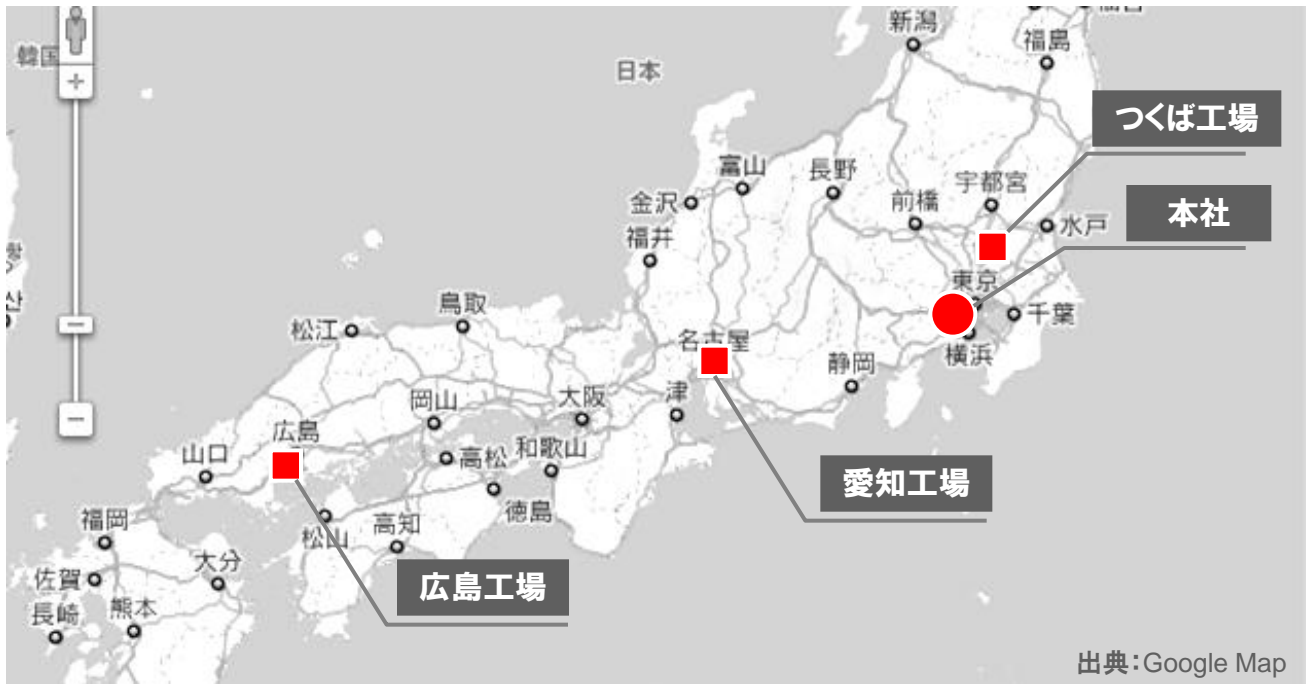 新潟
福島
韓国
日本
つくば工場
富山
長野
宇都宮
前橋
金沢
水戸
本社
福井
東京
鳥取
松江
千葉
名古屋
横浜
静岡
岡山
大阪
津
広島
山口
高松
和歌山
愛知工場
福岡
徳島
高知
松山
大分
佐賀
広島工場
長崎
熊本
出典:Google Map